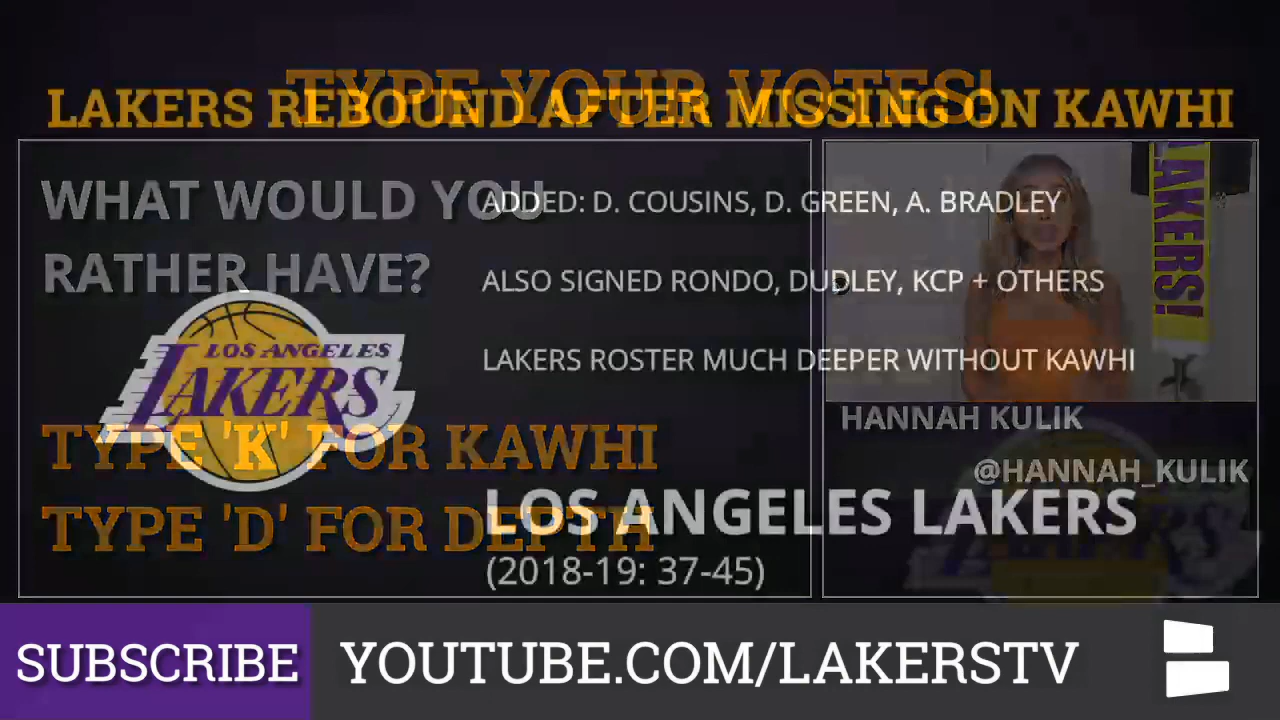 TYPE YOUR VOTES!
LAKERS REBOUND AFTER MISSING ON KAWHI
WHAT WOULD YOU
RATHER HAVE?
ADDED: D. COUSINS, D. GREEN, A. BRADLEY
ALSO SIGNED RONDO, DUDLEY, KCP + OTHERS
LAKERS ROSTER MUCH DEEPER WITHOUT KAWHI
LOS ANGELES
LAKERS
LAKERS!
TYPE 'K' FOR KAWHI
TYPE 'D' FOR DEPTH
HANNAH KULIK
@HANNAH_KULIK
LOS ANGELES LAKERS
(2018-19: 37-45)
SUBSCRIBE
YOUTUBE.COM/LAKERSTV